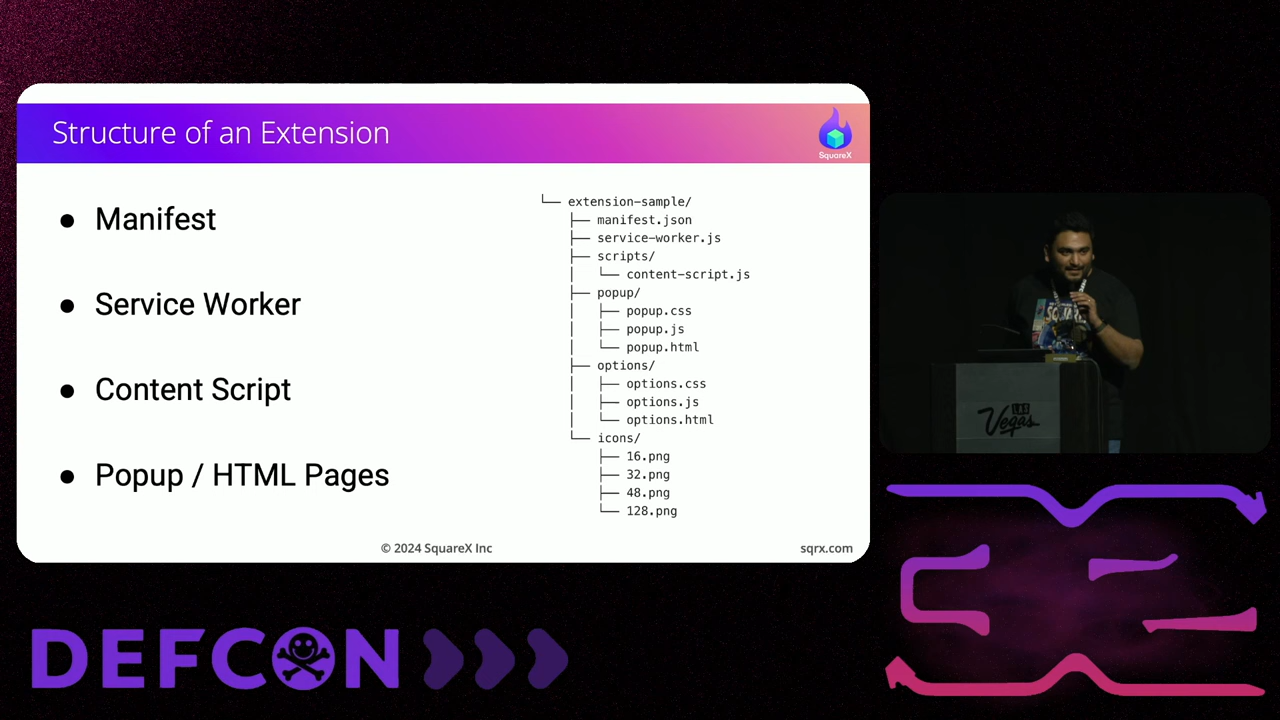 Structure of an Extension
SquareX
● Manifest
● Service Worker
● Content Script
● Popup / HTML Pages
└── extension-sample/
├── manifest.json
├── service-worker.js
├── scripts/
│   └── content-script.js
├── popup/
│   ├── popup.css
│   ├── popup.js
│   └── popup.html
├── options/
│   ├── options.css
│   ├── options.js
│   └── options.html
└── icons/
├── 16.png
├── 32.png
├── 48.png
└── 128.png
© 2024 SquareX Inc
sqrx.com
SQUARE
LAS
Vegas
DEFCON